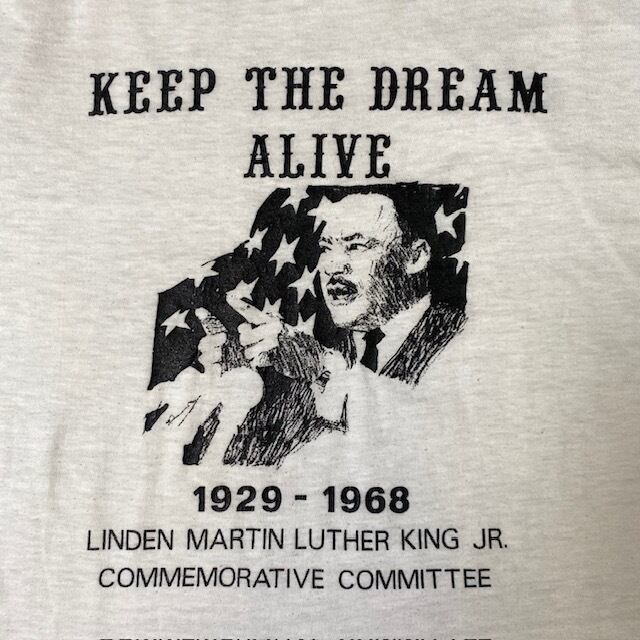 KEEP THE DREAM
ALIVE
1929 - 1968
LINDEN MARTIN LUTHER KING JR.
COMMEMORATIVE COMMITTEE